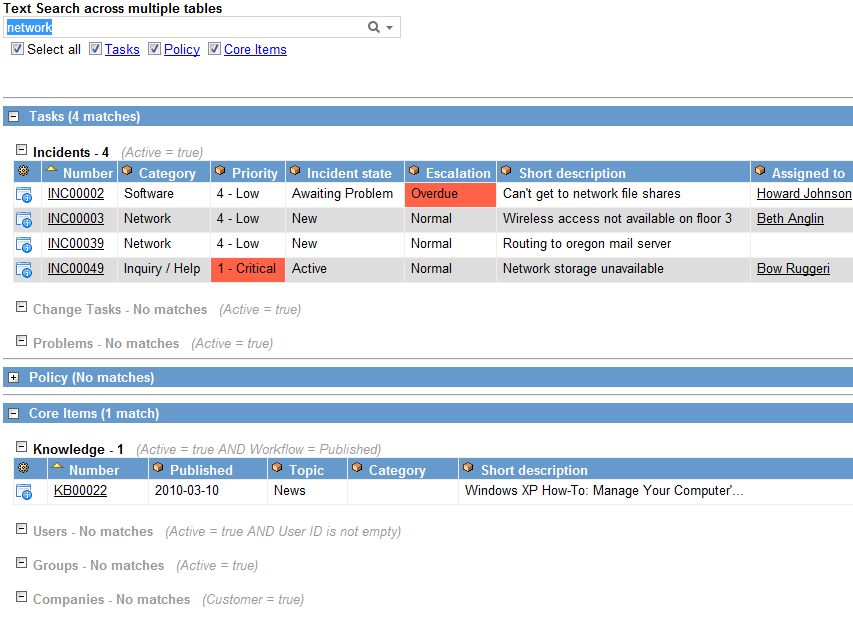 Text Search across multiple tables
network
Select all Tasks Policy Core Items
Tasks (4 matches)
Incidents - 4 (Active = true)
Number Category Priority Incident state Escalation Short description Assigned to
INC00002 Software 4 - Low Awaiting Problem Overdue Can't get to network file shares Howard Johnson
INC00003 Network 4 - Low New Normal Wireless access not available on floor 3 Beth Anglin
INC00039 Network 4 - Low New Normal Routing to oregon mail server
INC00049 Inquiry / Help 1 - Critical Active Normal Network storage unavailable Bow Ruggeri
Change Tasks - No matches (Active = true)
Problems - No matches (Active = true)
Policy (No matches)
Core Items (1 match)
Knowledge - 1 (Active = true AND Workflow = Published)
Number Published Topic Category Short description
KB00022 2010-03-10 News Windows XP How-To: Manage Your Computer'...
Users - No matches (Active = true AND User ID is not empty)
Groups - No matches (Active = true)
Companies - No matches (Customer = true)